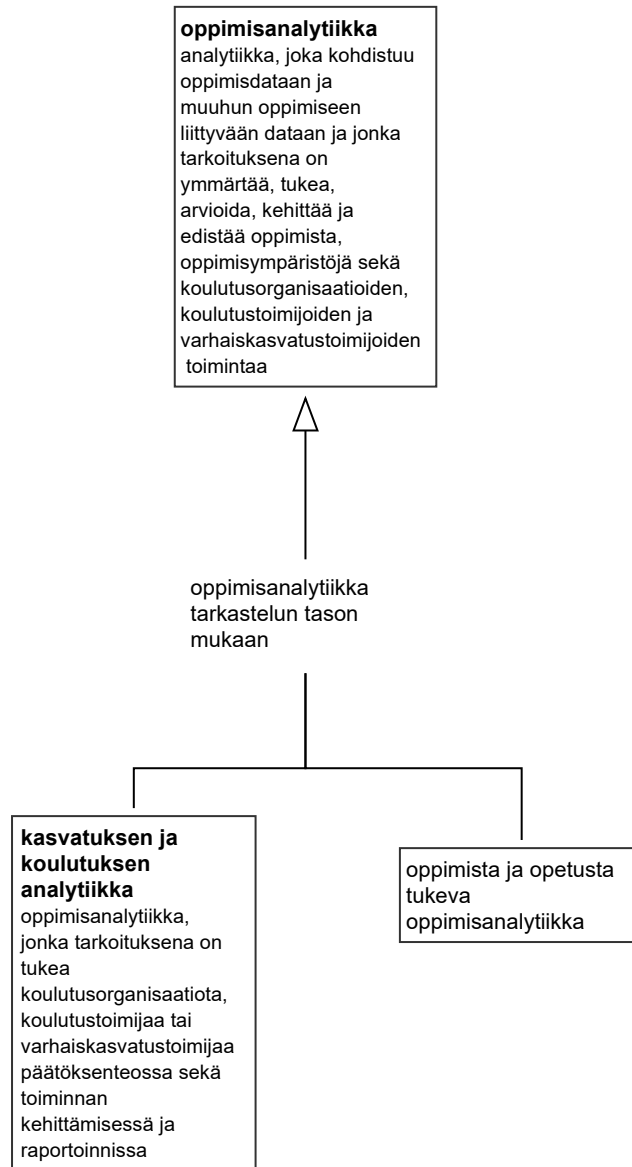 oppimisanalytiikka
analytiikka, joka kohdistuu
oppimisdataan ja
muuhun oppimiseen
liittyvään dataan ja jonka
tarkoituksena on
ymmärtää, tukea,
arvioida, kehittää ja
edistää oppimista,
oppimisympäristöjä sekä
koulutusorganisaatioiden,
koulutustoimijoiden ja
varhaiskasvatustoimijoiden
toimintaa
oppimisanalytiikka
tarkastelun tason
mukaan
kasvatuksen ja
koulutuksen
analytiikka
oppimisanalytiikka,
jonka tarkoituksena on
tukea
koulutusorganisaatiota,
koulutustoimijaa tai
varhaiskasvatustoimijaa
päätöksenteossa sekä
toiminnan
kehittämisessä ja
raportoinnissa
oppimista ja opetusta
tukeva
oppimisanalytiikka